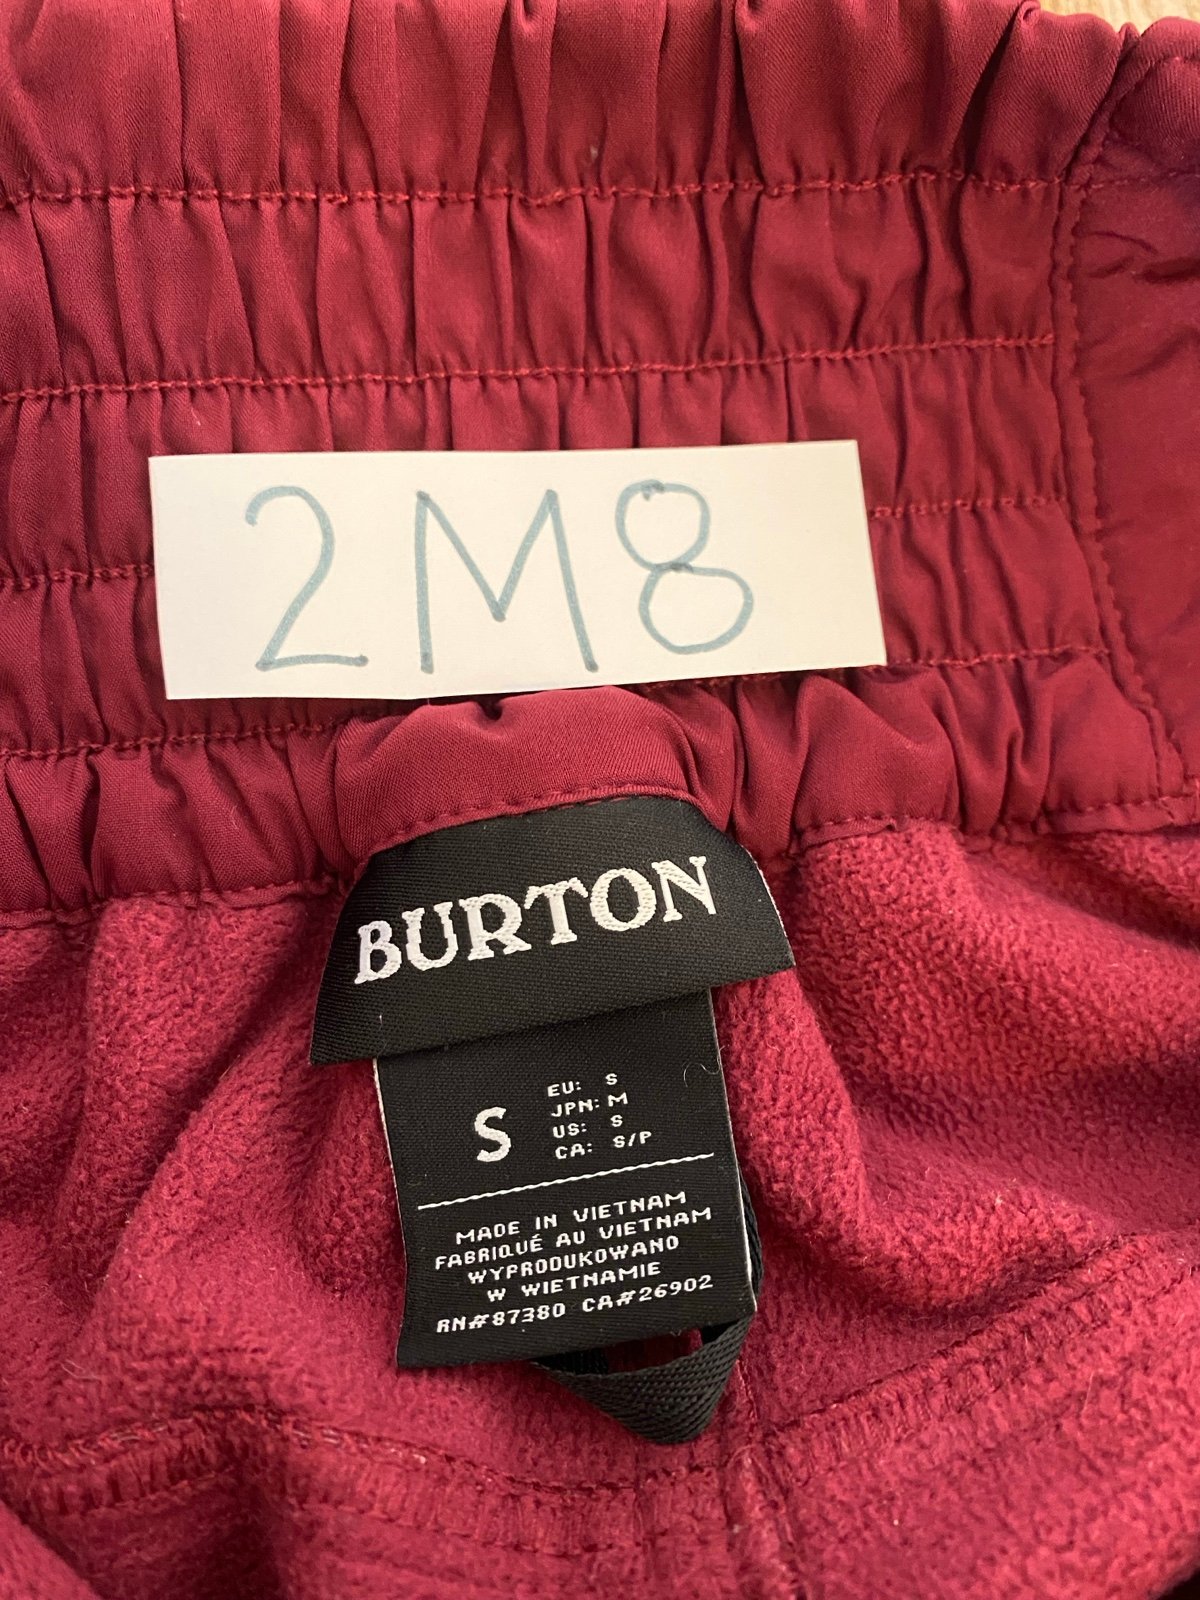 2M8
BURTON
S
EU: S
JPN: M
US: S
CA: S/P
MADE IN VIETNAM
FABRIQUÉ AU VIETNAM
WYPRODUKOWANO
W WIETNAMIE
RN#87380 CA#26902